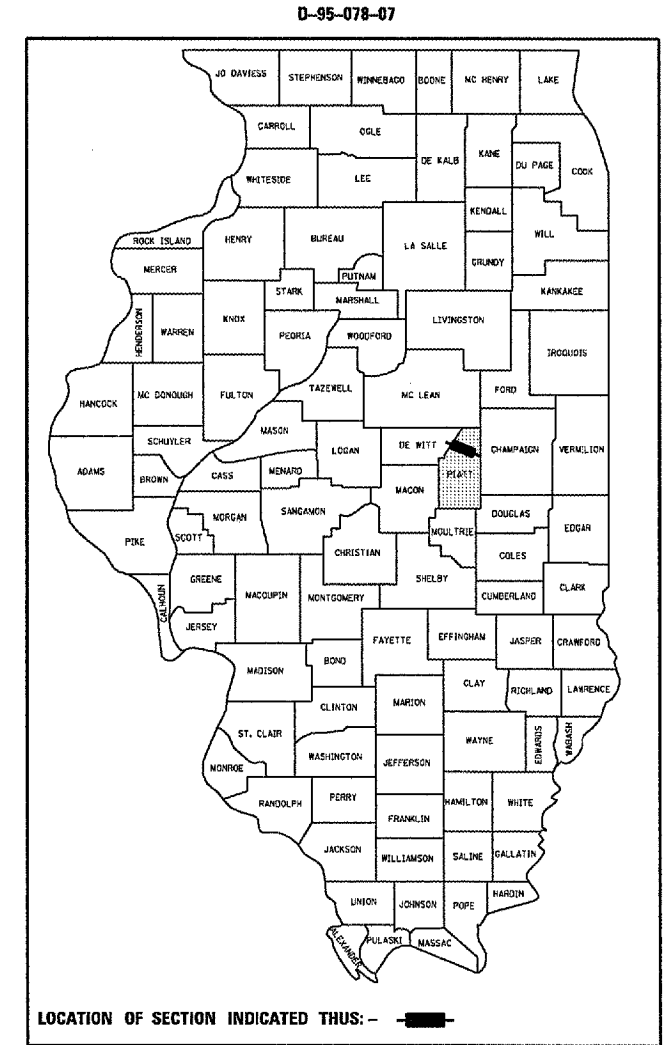 D-95-078-07
JO DAVIESS
STEPHENSON
WINNEBAGO
BOONE
MC HENRY
LAKE
CARROLL
OGLE
DE KALB
KANE
DU PAGE
COOK
WHITESIDE
LEE
KENDALL
WILL
ROCK ISLAND
HENRY
BUREAU
LA SALLE
GRUNDY
MERCER
PUTNAM
KANKAKEE
STARK
MARSHALL
HENDERSON
WARREN
KNOX
PEORIA
WOODFORD
LIVINGSTON
IROQUOIS
HANCOCK
MC DONOUGH
FULTON
TAZEWELL
MC LEAN
FORD
SCHUYLER
MASON
LOGAN
DE WITT
PIATT
CHAMPAIGN
VERMILION
ADAMS
BROWN
CASS
MENARD
MACON
PIKE
SCOTT
MORGAN
SANGAMON
CHRISTIAN
MOULTRIE
DOUGLAS
EDGAR
COLES
CALHOUN
GREENE
MACOUPIN
MONTGOMERY
SHELBY
CUMBERLAND
CLARK
JERSEY
FAYETTE
EFFINGHAM
JASPER
CRAWFORD
MADISON
BOND
CLAY
RICHLAND
LAWRENCE
CLINTON
MARION
ST. CLAIR
WAYNE
EDWARDS
WABASH
WASHINGTON
JEFFERSON
MONROE
RANDOLPH
PERRY
HAMILTON
WHITE
FRANKLIN
JACKSON
WILLIAMSON
SALINE
GALLATIN
UNION
JOHNSON
POPE
HARDIN
ALEXANDER
PULASKI
MASSAC
LOCATION OF SECTION INDICATED THUS: -